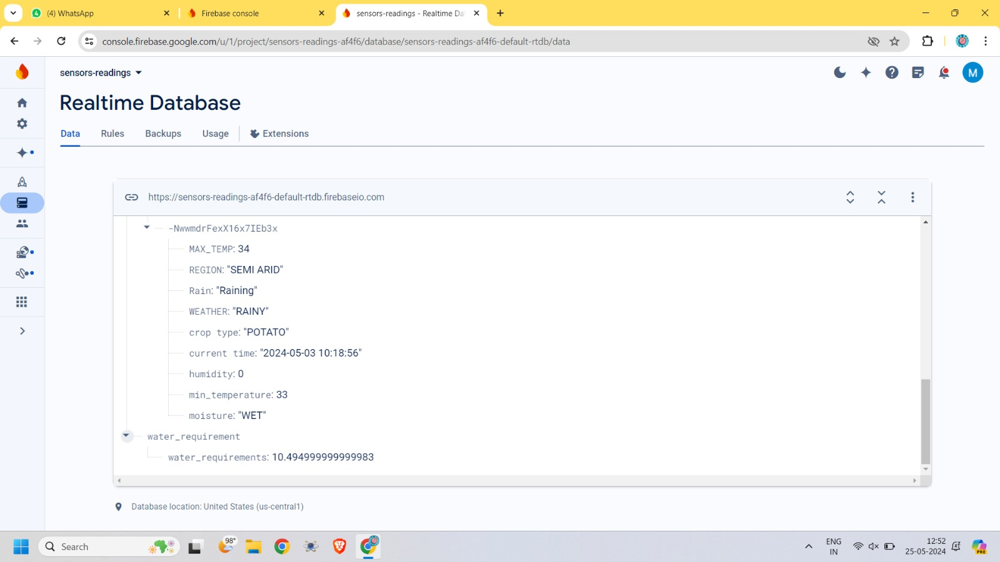 (4) WhatsApp
Firebase console
sensors-readings - Realtime Da
console.firebase.google.com/u/1/project/sensors-readings-af4f6/database/sensors-readings-af4f6-default-rtdb/data
sensors-readings
M
Realtime Database
Data Rules Backups Usage Extensions
https://sensors-readings-af4f6-default-rtdb.firebaseio.com
-NwwmdrFexX16x7IEb3x
MAX_TEMP: 34
REGION: "SEMI ARID"
Rain: "Raining"
WEATHER: "RAINY"
crop type: "POTATO"
current time: "2024-05-03 10:18:56"
humidity: 0
min_temperature: 33
moisture: "WET"
water_requirement
water_requirements: 10.494999999999983
Database location: United States (us-central1)
Search
98°
ENG
IN
12:52
25-05-2024
PRE